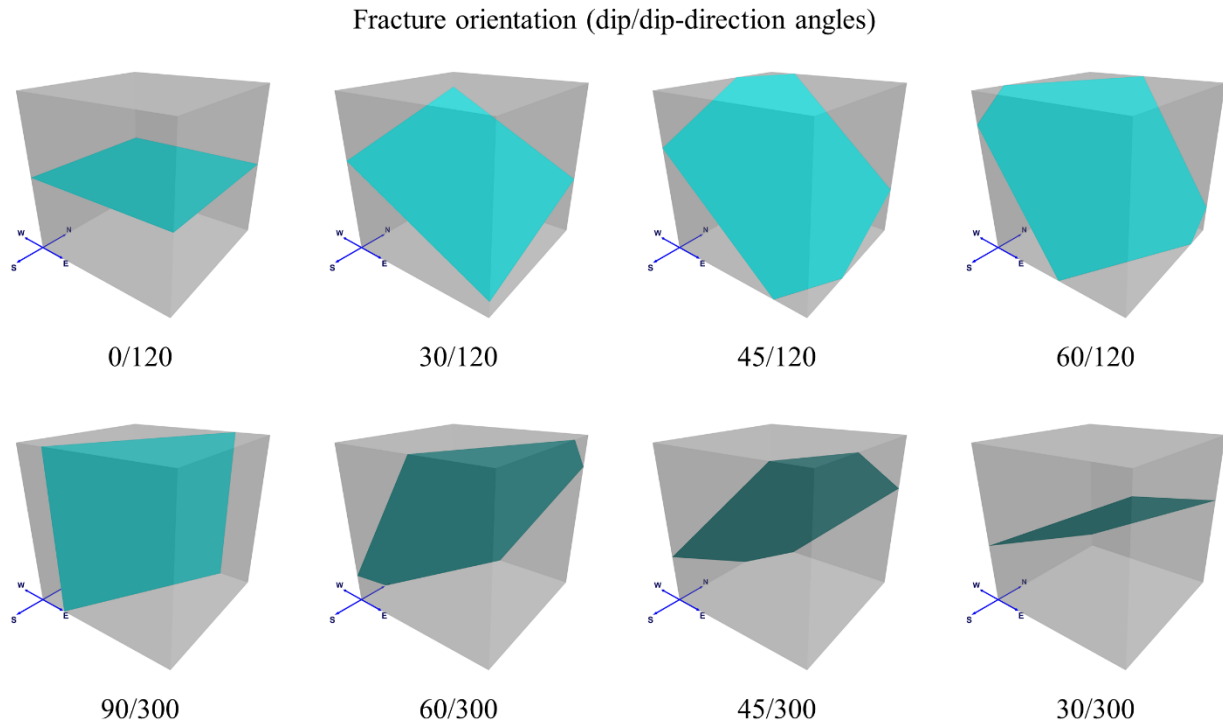 Fracture orientation (dip/dip-direction angles)
W N S E
W N S E
W N S E
W N S E
0/120 30/120 45/120 60/120
W N S E
W N S E
W N S E
W N S E
90/300 60/300 45/300 30/300